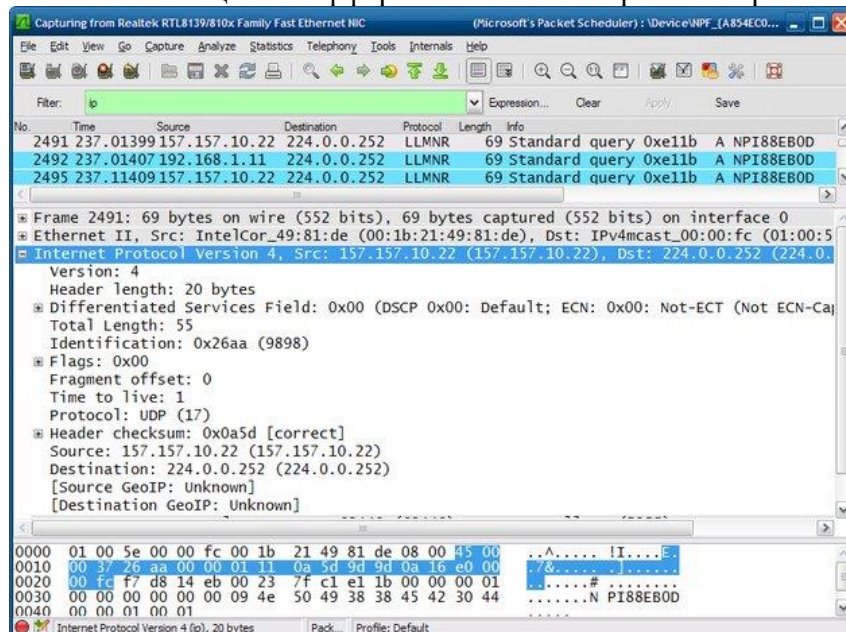 Capturing from Realtek RTL8139/810x Family Fast Ethernet NIC (Microsoft's Packet Scheduler) : \Device\NPF_{A854EC0...
File Edit View Go Capture Analyze Statistics Telephony Tools Internals Help
Filter: ip Expression... Clear Apply Save
No. Time Source Destination Protocol Length Info
2491 237.01399 157.157.10.22 224.0.0.252 LLMNR 69 Standard query 0xe11b A NPI88EB0D
2492 237.01407 192.168.1.11 224.0.0.252 LLMNR 69 Standard query 0xe11b A NPI88EB0D
2495 237.11409 157.157.10.22 224.0.0.252 LLMNR 69 Standard query 0xe11b A NPI88EB0D
Frame 2491: 69 bytes on wire (552 bits), 69 bytes captured (552 bits) on interface 0
Ethernet II, Src: IntelCor_49:81:de (00:1b:21:49:81:de), Dst: IPv4mcast_00:00:fc (01:00:5
Internet Protocol Version 4, Src: 157.157.10.22 (157.157.10.22), Dst: 224.0.0.252 (224.0.
Version: 4
Header length: 20 bytes
Differentiated Services Field: 0x00 (DSCP 0x00: Default; ECN: 0x00: Not-ECT (Not ECN-Cap
Total Length: 55
Identification: 0x26aa (9898)
Flags: 0x00
Fragment offset: 0
Time to live: 1
Protocol: UDP (17)
Header checksum: 0x0a5d [correct]
Source: 157.157.10.22 (157.157.10.22)
Destination: 224.0.0.252 (224.0.0.252)
[Source GeoIP: Unknown]
[Destination GeoIP: Unknown]
0000 01 00 5e 00 00 fc 00 1b 21 49 81 de 08 00 45 00 ..^..... !I....E.
0010 00 37 26 aa 00 00 01 11 0a 5d 9d 9d 0a 16 e0 00 .7&..... .]......
0020 00 fc f7 d8 14 eb 00 23 7f c1 e1 1b 00 00 00 01 .......# ........
0030 00 00 00 00 00 00 09 4e 50 49 38 38 45 42 30 44 .......N PI88EB0D
0040 00 00 01 00 01 .....
Internet Protocol Version 4 (ip), 20 bytes Pack... Profile: Default